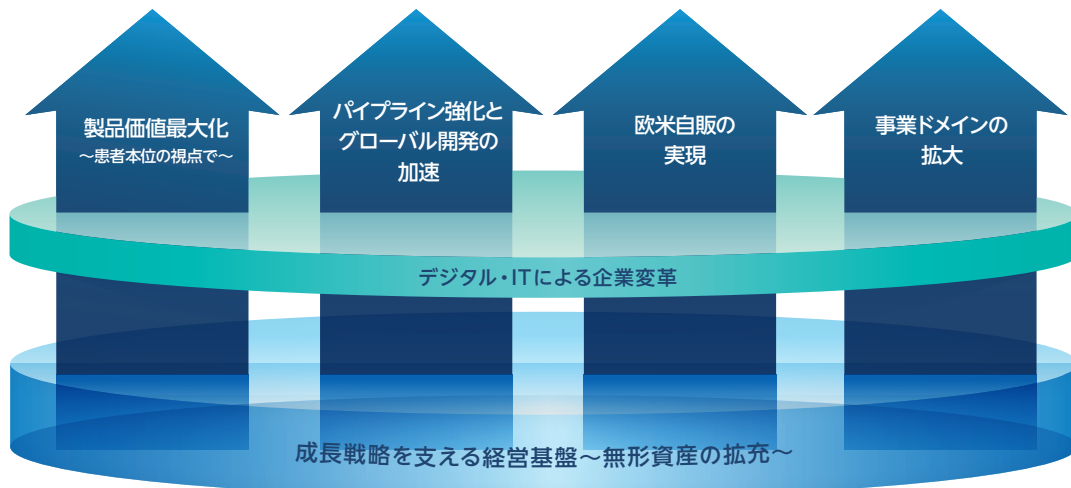 製品価値最大化
～患者本位の視点で～
パイプライン強化と
グローバル開発の
加速
欧米自販の
実現
事業ドメインの
拡大
デジタル・ITによる企業変革
成長戦略を支える経営基盤～無形資産の拡充～